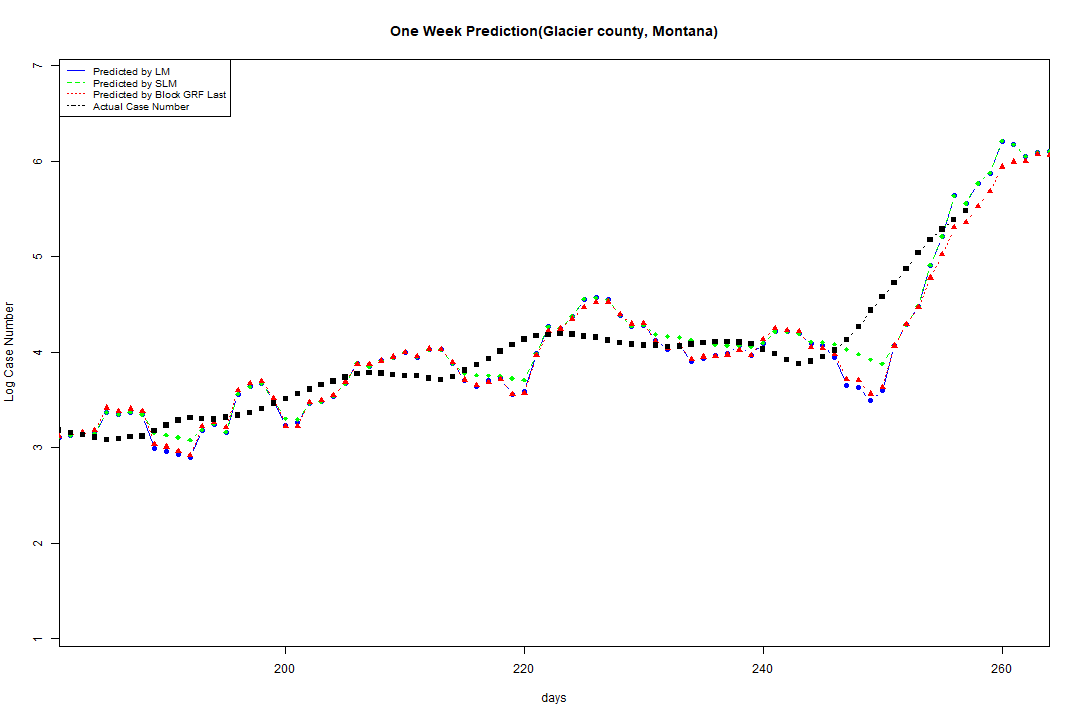 One Week Prediction(Glacier county, Montana)
Predicted by LM
Predicted by SLM
Predicted by Block GRF Last
Actual Case Number
7
6
5
4
3
2
1
Log Case Number
200 220 240 260
days